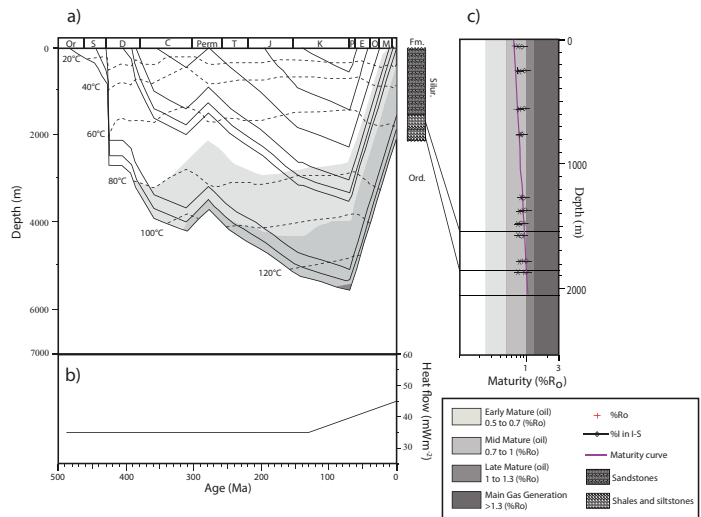 a)
Or S D C Perm T J K P E O M
0
20°C
40°C
2000
60°C
80°C
100°C
4000
120°C
6000
7000
Depth (m)
Fm.
Silur.
Ord.
c)
0
1000
2000
Depth (m)
1 3
Maturity (%Ro)
b)
60
50
40
30
Heat flow (mWm-2)
500 400 300 200 100 0
Age (Ma)
Early Mature (oil)
0.5 to 0.7 (%Ro)
Mid Mature (oil)
0.7 to 1 (%Ro)
Late Mature (oil)
1 to 1.3 (%Ro)
Main Gas Generation
>1.3 (%Ro)
%Ro
%I in I-S
Maturity curve
Sandstones
Shales and siltstones